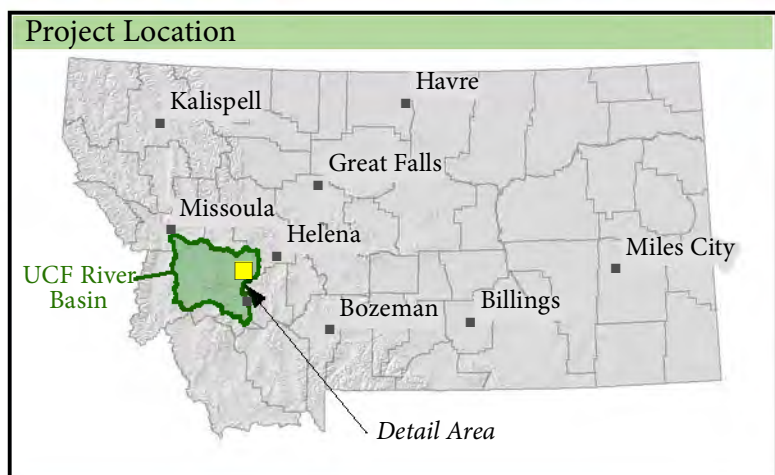 Project Location
Havre
Kalispell
Great Falls
Missoula
Helena
Miles City
UCF River
Basin
Bozeman
Billings
Detail Area